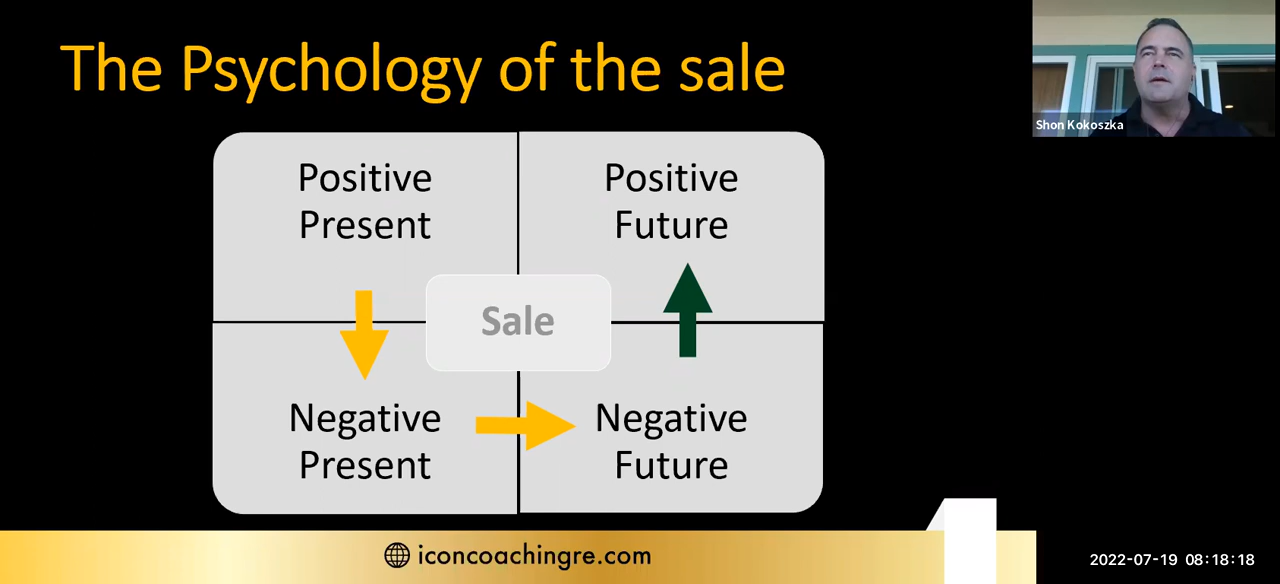 The Psychology of the sale
Shon Kokoszka
Positive
Present
Positive
Future
Sale
Negative
Present
Negative
Future
iconcoachingre.com
2022-07-19 08:18:18